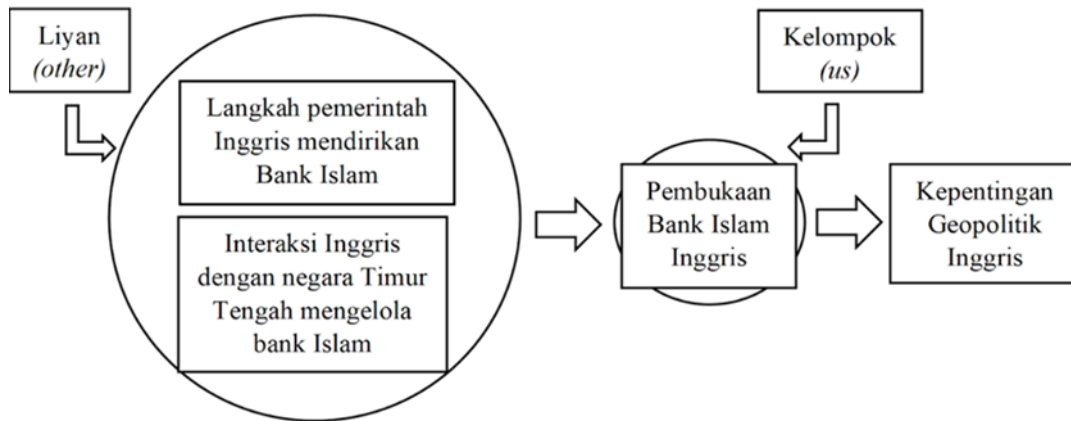 Liyan
(other)
Langkah pemerintah
Inggris mendirikan
Bank Islam
Interaksi Inggris
dengan negara Timur
Tengah mengelola
bank Islam
Kelompok
(us)
Pembukaan
Bank Islam
Inggris
Kepentingan
Geopolitik
Inggris